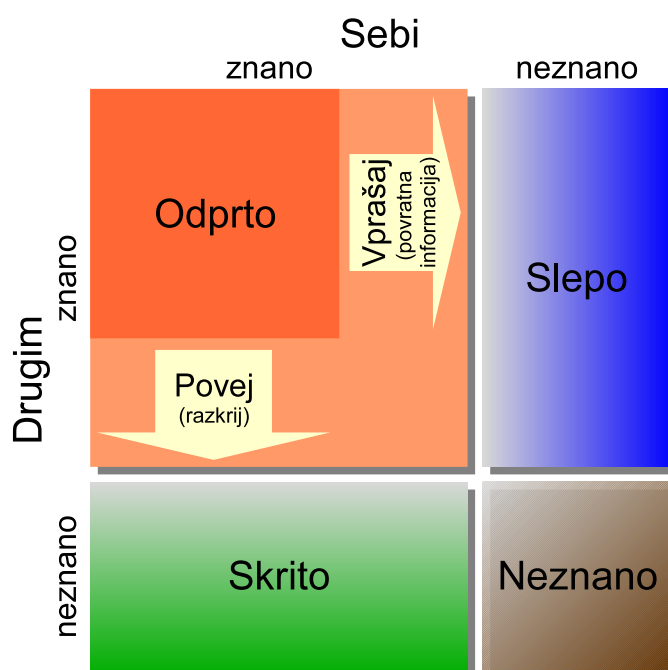 Sebi
znano
neznano
Drugim
znano
neznano
Odprto
Vprašaj
(povratna
informacija)
Slepo
Povej
(razkrij)
Skrito
Neznano